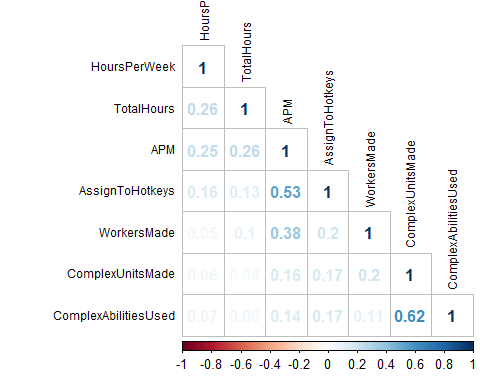 HoursP
TotalHours
APM
AssignToHotkeys
WorkersMade
ComplexUnitsMade
ComplexAbilitiesUsed
HoursPerWeek 1
TotalHours 0.26 1
APM 0.25 0.26 1
AssignToHotkeys 0.16 0.13 0.53 1
WorkersMade 0.05 0.1 0.38 0.2 1
ComplexUnitsMade 0.04 0.16 0.17 0.2 1
ComplexAbilitiesUsed 0.07 0.06 0.14 0.17 0.11 0.62 1
-1 -0.8 -0.6 -0.4 -0.2 0 0.2 0.4 0.6 0.8 1